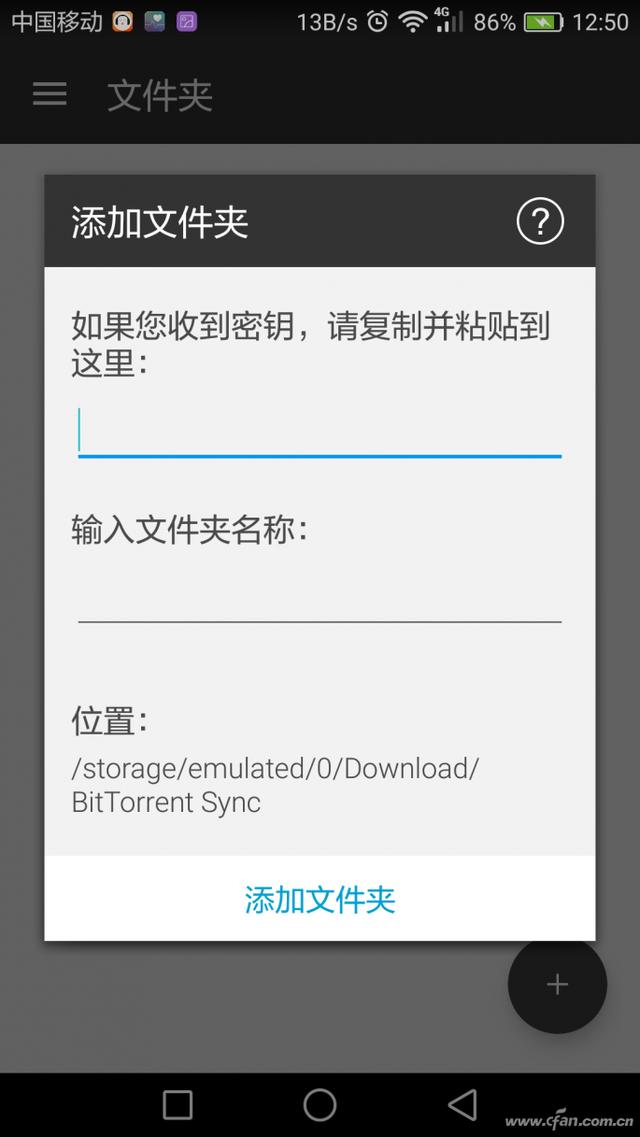 中国移动 13B/s 4G 86% 12:50
文件夹
添加文件夹 ?
如果您收到密钥，请复制并粘贴到
这里：
输入文件夹名称：
位置：
/storage/emulated/0/Download/
BitTorrent Sync
添加文件夹
+
www.cfan.com.cn